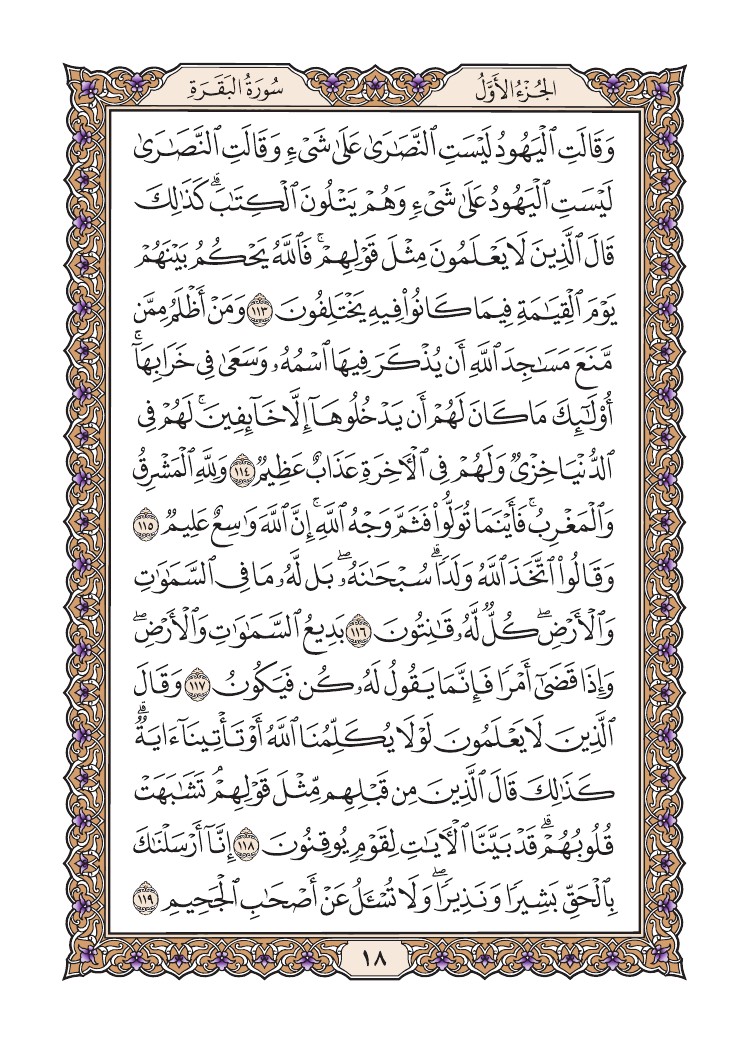 الجُزْءُ الأَوَّلُ
سُورَةُ البَقَرَةِ
وَقَالَتِ ٱلۡيَهُودُ لَيۡسَتِ ٱلنَّصَٰرَىٰ عَلَىٰ شَيۡءٖ وَقَالَتِ ٱلنَّصَٰرَىٰ
لَيۡسَتِ ٱلۡيَهُودُ عَلَىٰ شَيۡءٖ وَهُمۡ يَتۡلُونَ ٱلۡكِتَٰبَۗ كَذَٰلِكَ
قَالَ ٱلَّذِينَ لَا يَعۡلَمُونَ مِثۡلَ قَوۡلِهِمۡۚ فَٱللَّهُ يَحۡكُمُ بَيۡنَهُمۡ
يَوۡمَ ٱلۡقِيَٰمَةِ فِيمَا كَانُواْ فِيهِ يَخۡتَلِفُونَ ١١٣ وَمَنۡ أَظۡلَمُ مِمَّن
مَّنَعَ مَسَٰجِدَ ٱللَّهِ أَن يُذۡكَرَ فِيهَا ٱسۡمُهُۥ وَسَعَىٰ فِي خَرَابِهَآۚ
أُوْلَٰٓئِكَ مَا كَانَ لَهُمۡ أَن يَدۡخُلُوهَآ إِلَّا خَآئِفِينَۚ لَهُمۡ فِي
ٱلدُّنۡيَا خِزۡيٞ وَلَهُمۡ فِي ٱلۡأٓخِرَةِ عَذَابٌ عَظِيمٞ ١١٤ وَلِلَّهِ ٱلۡمَشۡرِقُ
وَٱلۡمَغۡرِبُۚ فَأَيۡنَمَا تُوَلُّواْ فَثَمَّ وَجۡهُ ٱللَّهِۚ إِنَّ ٱللَّهَ وَٰسِعٌ عَلِيمٞ ١١٥
وَقَالُواْ ٱتَّخَذَ ٱللَّهُ وَلَدٗاۗ سُبۡحَٰنَهُۥۖ بَل لَّهُۥ مَا فِي ٱلسَّمَٰوَٰتِ
وَٱلۡأَرۡضِۖ كُلّٞ لَّهُۥ قَٰنِتُونَ ١١٦ بَدِيعُ ٱلسَّمَٰوَٰتِ وَٱلۡأَرۡضِۖ
وَإِذَا قَضَىٰٓ أَمۡرٗا فَإِنَّمَا يَقُولُ لَهُۥ كُن فَيَكُونُ ١١٧ وَقَالَ
ٱلَّذِينَ لَا يَعۡلَمُونَ لَوۡلَا يُكَلِّمُنَا ٱللَّهُ أَوۡ تَأۡتِينَآ ءَايَةٞۗ
كَذَٰلِكَ قَالَ ٱلَّذِينَ مِن قَبۡلِهِم مِّثۡلَ قَوۡلِهِمۡۘ تَشَٰبَهَتۡ
قُلُوبُهُمۡۗ قَدۡ بَيَّنَّا ٱلۡأٓيَٰتِ لِقَوۡمٖ يُوقِنُونَ ١١٨ إِنَّآ أَرۡسَلۡنَٰكَ
بِٱلۡحَقِّ بَشِيرٗا وَنَذِيرٗاۖ وَلَا تُسۡـَٔلُ عَنۡ أَصۡحَٰبِ ٱلۡجَحِيمِ ١١٩
١٨